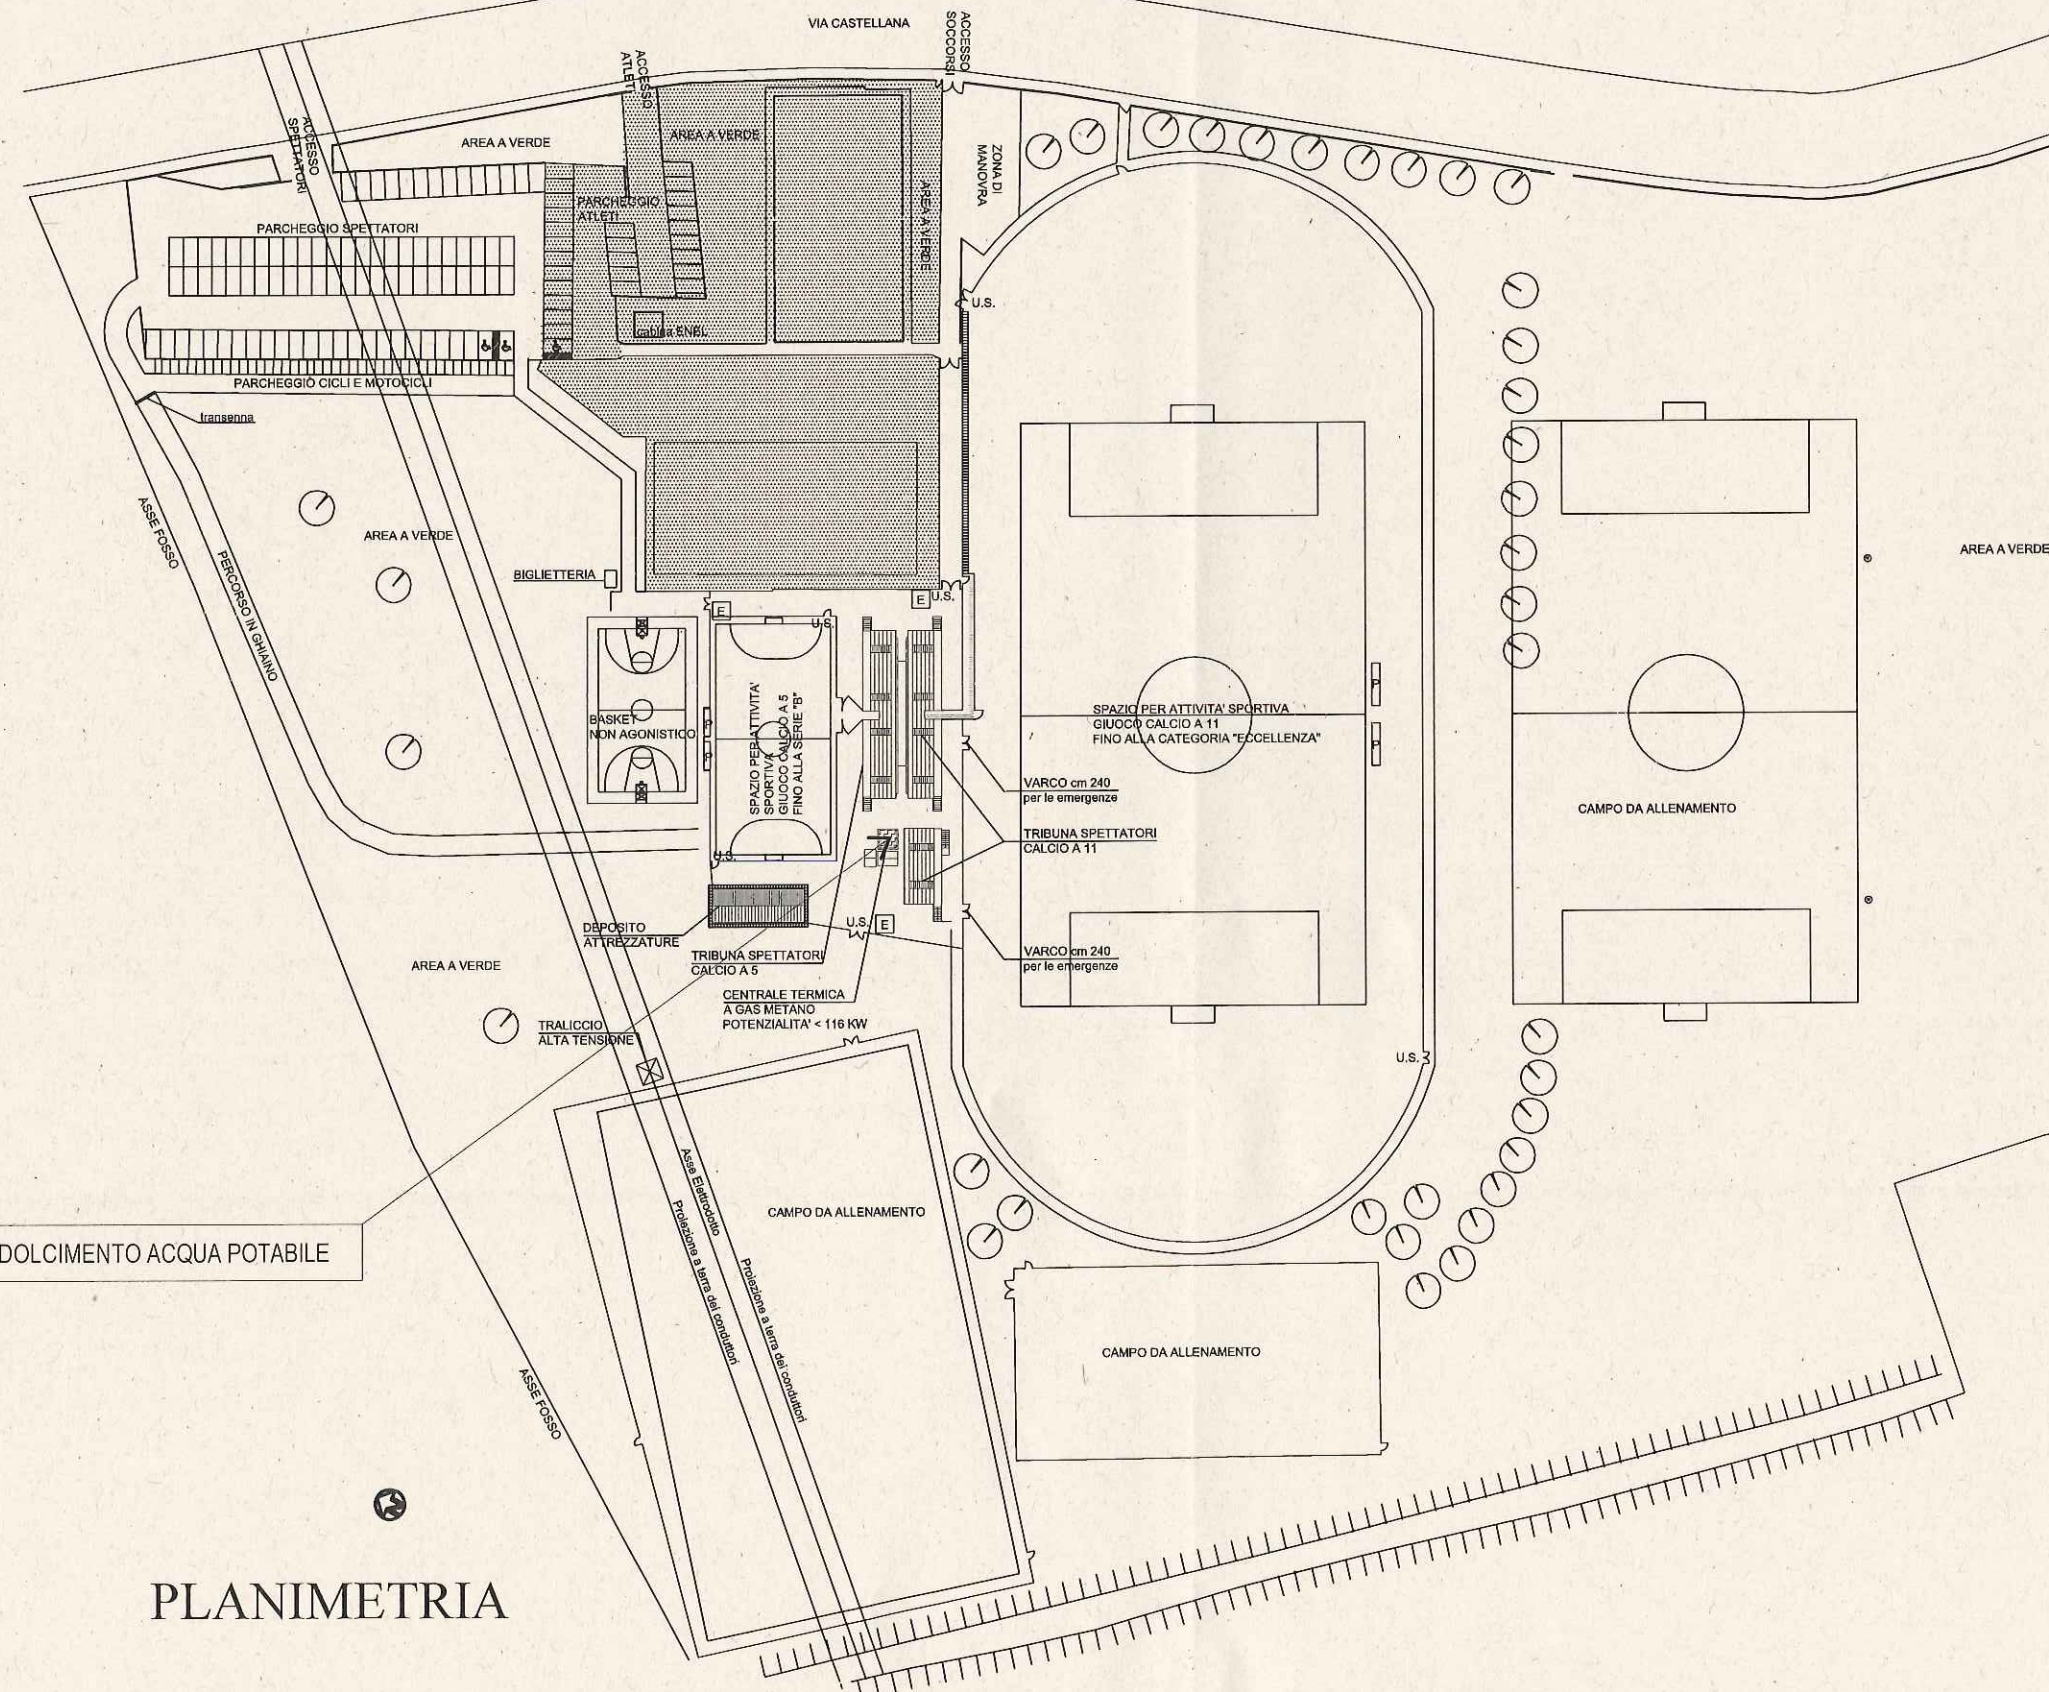 VIA CASTELLANA
ACCESSO
SOCCORSI
ACCESSO
ATLETI
ACCESSO
SPETTATORI
AREA A VERDE
AREA A VERDE
AREA A VERDE
ZONA DI
MANOVRA
PARCHEGGIO
ATLETI
PARCHEGGIO SPETTATORI
U.S.
cabina ENEL
PARCHEGGIO CICLI E MOTOCICLI
transenna
ASSE FOSSO
PERCORSO IN GHIAINO
AREA A VERDE
AREA A VERDE
BIGLIETTERIA
E
E
U.S.
U.S.
BASKET
NON AGONISTICO
P
P
SPAZIO PER ATTIVITA'
SPORTIVA
GIUOCO CALCIO A 5
FINO ALLA SERIE "B"
SPAZIO PER ATTIVITA' SPORTIVA
GIUOCO CALCIO A 11
FINO ALLA CATEGORIA "ECCELLENZA"
P
P
VARCO cm 240
per le emergenze
CAMPO DA ALLENAMENTO
TRIBUNA SPETTATORI
CALCIO A 11
U.S.
DEPOSITO
ATTREZZATURE
U.S.
E
TRIBUNA SPETTATORI
CALCIO A 5
VARCO cm 240
per le emergenze
AREA A VERDE
CENTRALE TERMICA
A GAS METANO
POTENZIALITA' < 116 KW
TRALICCIO
ALTA TENSIONE
U.S.
Asse Elettrodotto
Proiezione a terra dei conduttori
Proiezione a terra dei conduttori
CAMPO DA ALLENAMENTO
DOLCIMENTO ACQUA POTABILE
CAMPO DA ALLENAMENTO
ASSE FOSSO
PLANIMETRIA